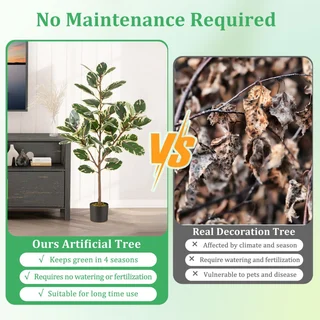 No Maintenance Required
VS
Ours Artificial Tree
√ Keeps green in 4 seasons
√ Requires no watering or fertilization
√ Suitable for long time use
Real Decoration Tree
× Affected by climate and season
× Require watering and fertilization
× Vulnerable to pets and disease